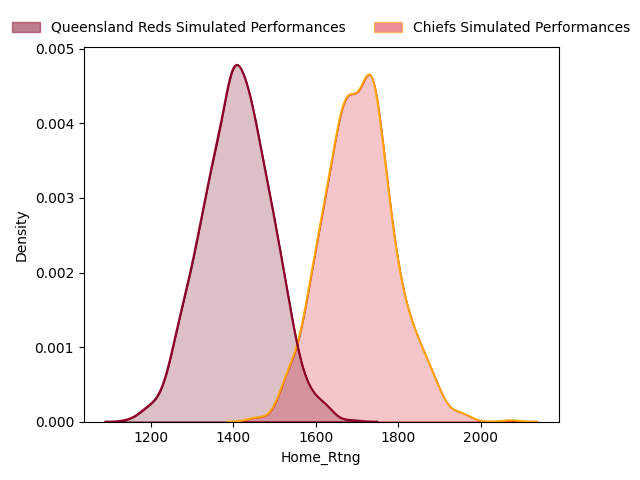 Queensland Reds Simulated Performances
Chiefs Simulated Performances
0.005
0.004
0.003
0.002
0.001
0.000
Density
1200
1400
1600
1800
2000
Home_Rtng